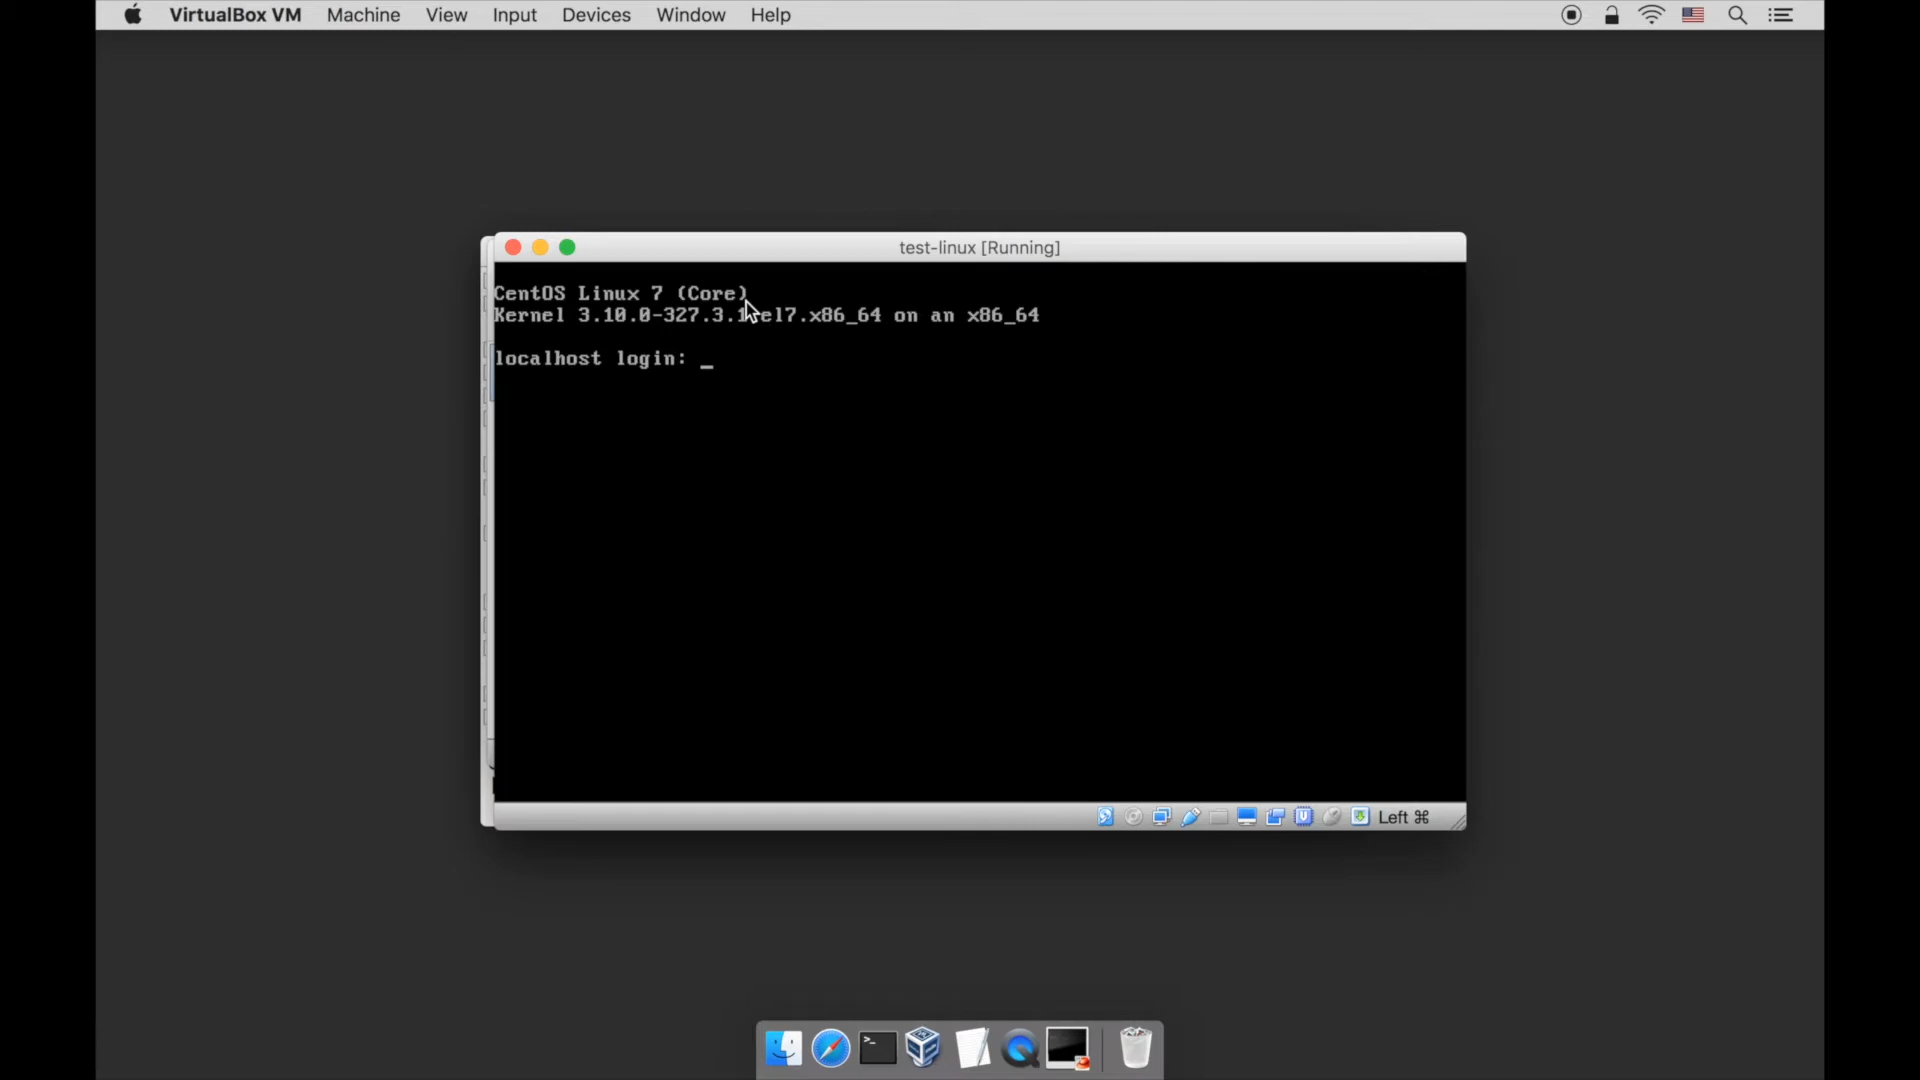 VirtualBox VM Machine View Input Devices Window Help
test-linux [Running]
CentOS Linux 7 (Core)
Kernel 3.10.0-327.3.1.el7.x86_64 on an x86_64
localhost login: _
Left ⌘